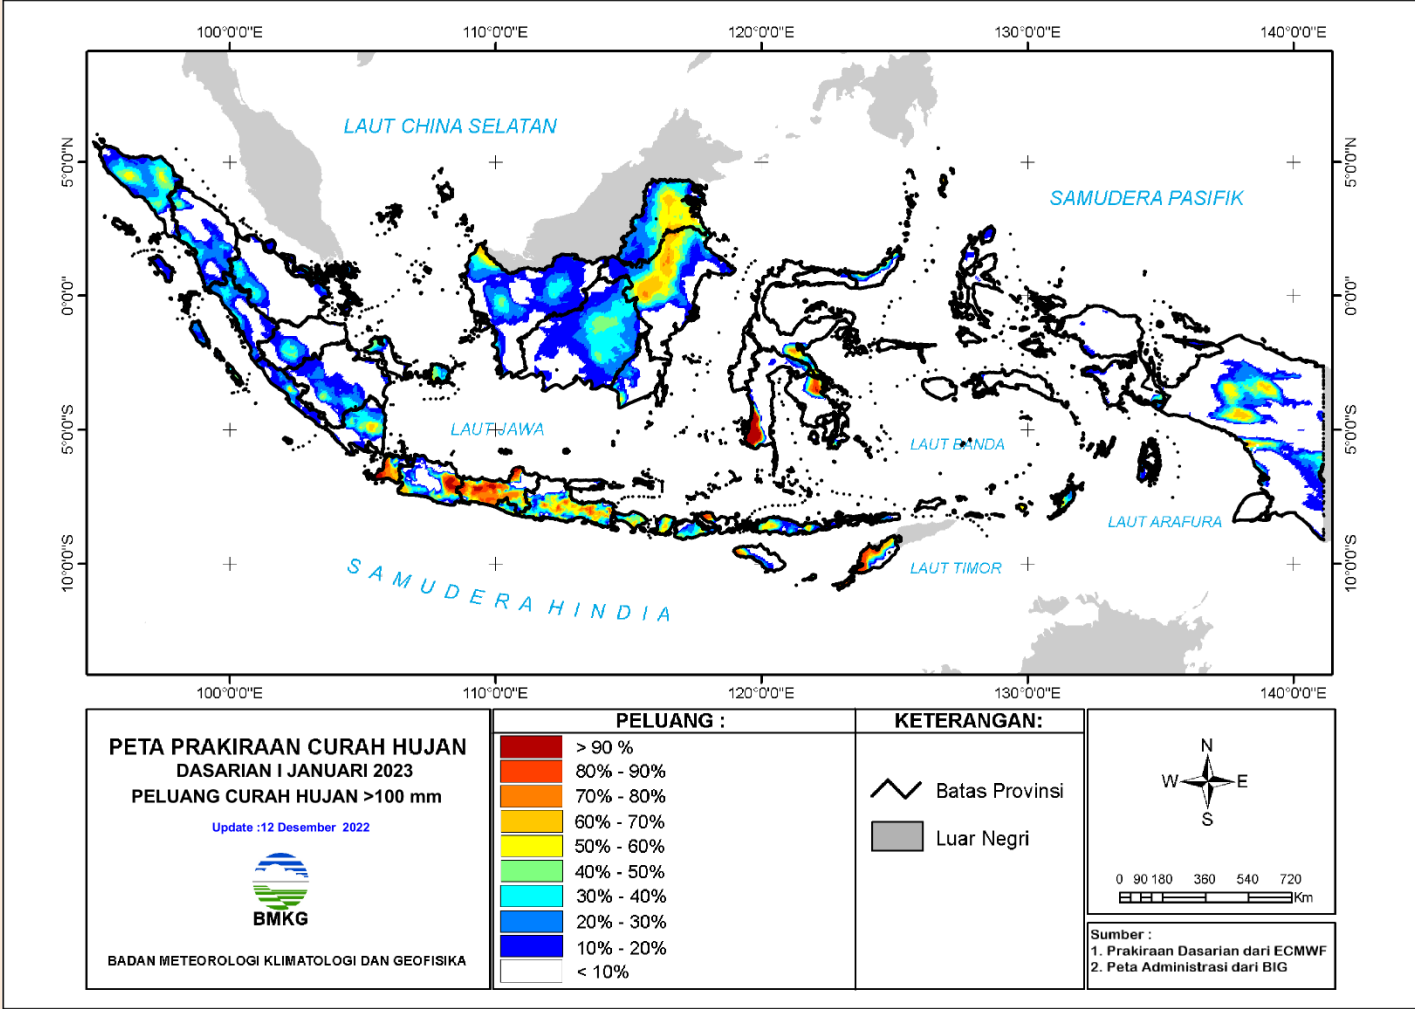 100°0'0"E 110°0'0"E 120°0'0"E 130°0'0"E 140°0'0"E
LAUT CHINA SELATAN
5°0'0"N 5°0'0"N
SAMUDERA PASIFIK
0°0'0" 0°0'0"
LAUT JAWA
5°0'0"S 5°0'0"S
LAUT BANDA
LAUT ARAFURA
LAUT TIMOR
10°0'0"S 10°0'0"S
SAMUDERA HINDIA
100°0'0"E 110°0'0"E 120°0'0"E 130°0'0"E 140°0'0"E
PETA PRAKIRAAN CURAH HUJAN
DASARIAN I JANUARI 2023
PELUANG CURAH HUJAN >100 mm
Update :12 Desember 2022
BMKG
BADAN METEOROLOGI KLIMATOLOGI DAN GEOFISIKA
PELUANG :
> 90 %
80% - 90%
70% - 80%
60% - 70%
50% - 60%
40% - 50%
30% - 40%
20% - 30%
10% - 20%
< 10%
KETERANGAN:
Batas Provinsi
Luar Negri
N
W E
S
0 90 180 360 540 720
Km
Sumber :
1. Prakiraan Dasarian dari ECMWF
2. Peta Administrasi dari BIG